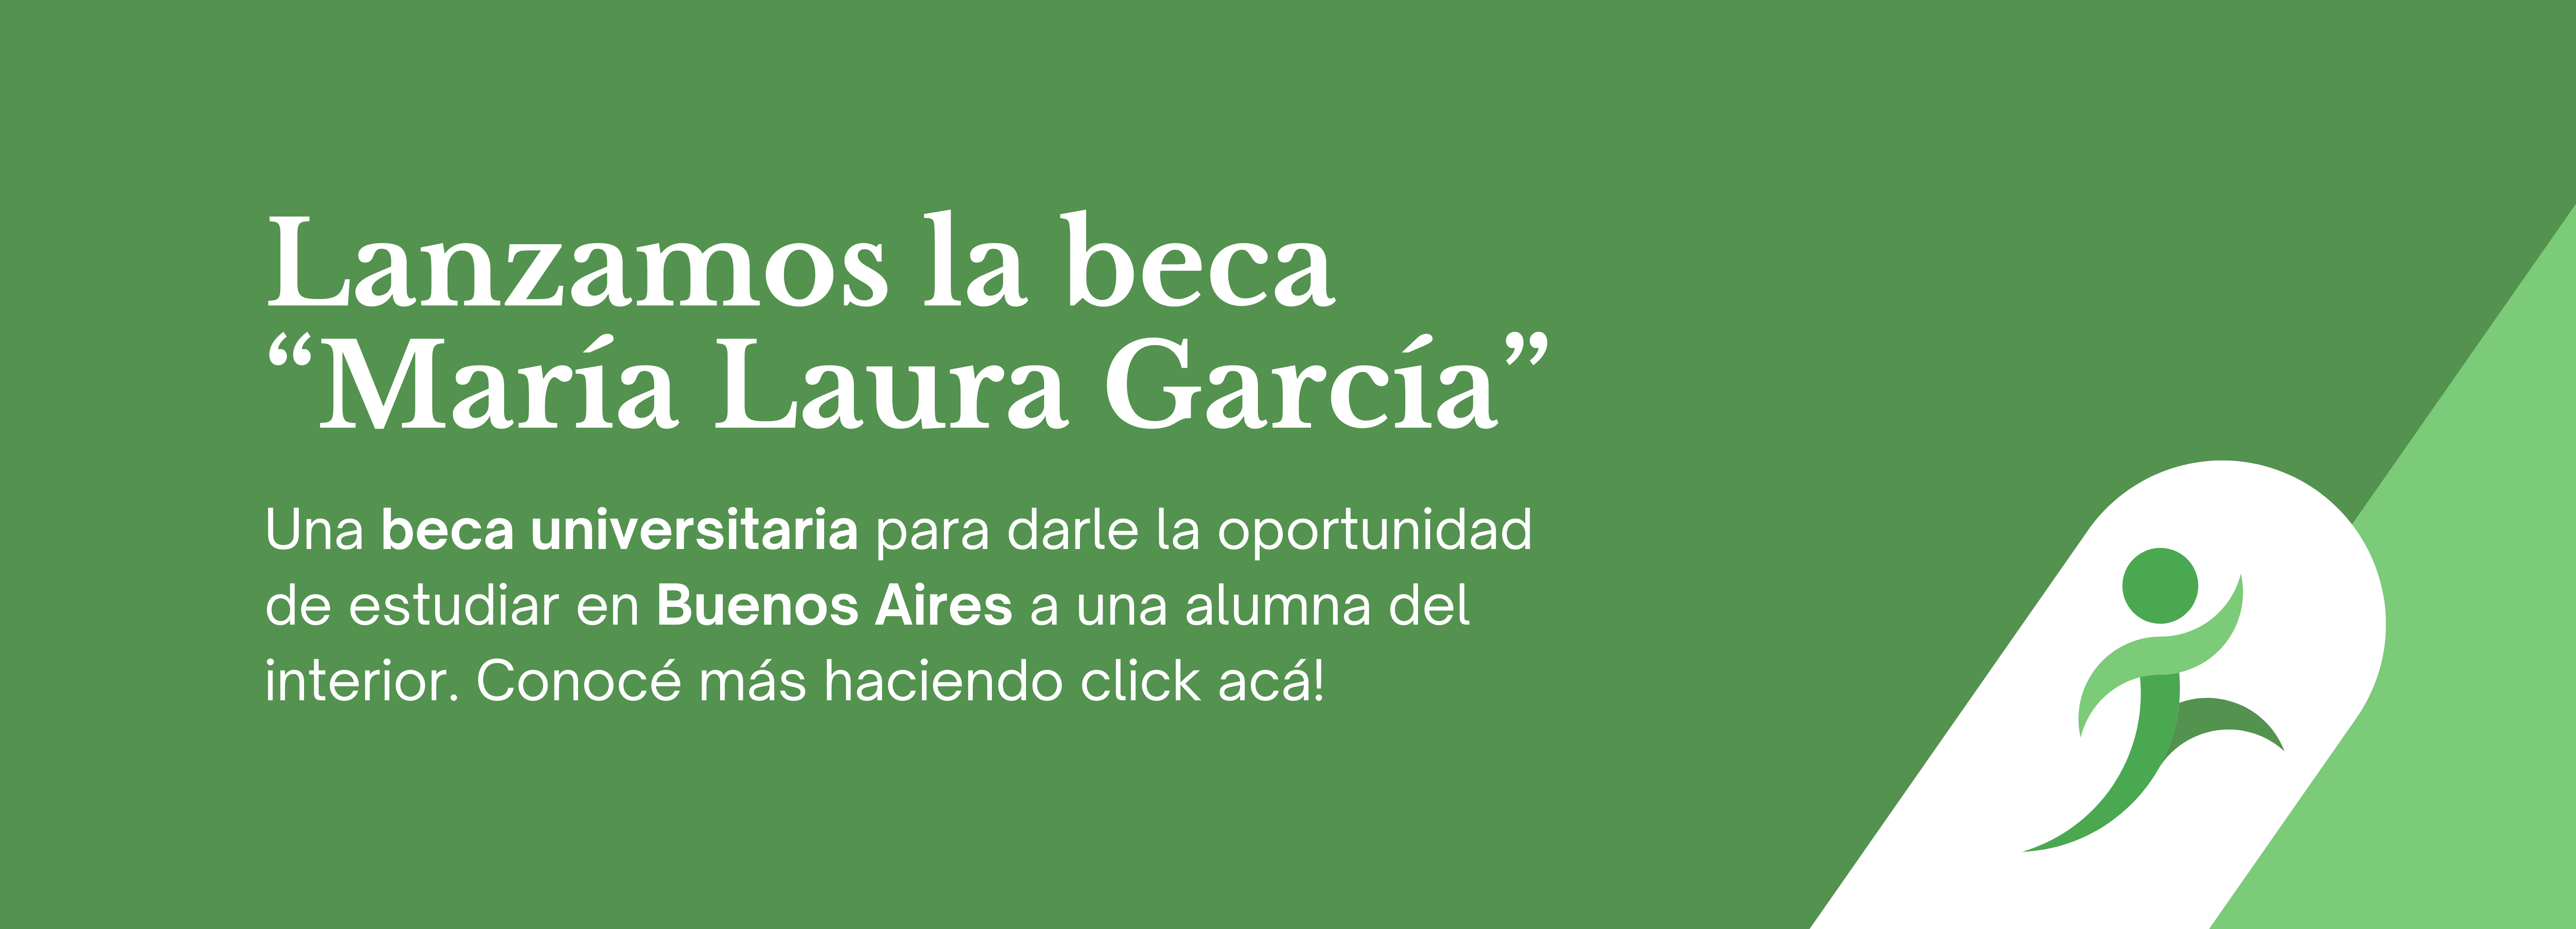 Lanzamos la beca
“María Laura García”
Una beca universitaria para darle la oportunidad
de estudiar en Buenos Aires a una alumna del
interior. Conocé más haciendo click acá!